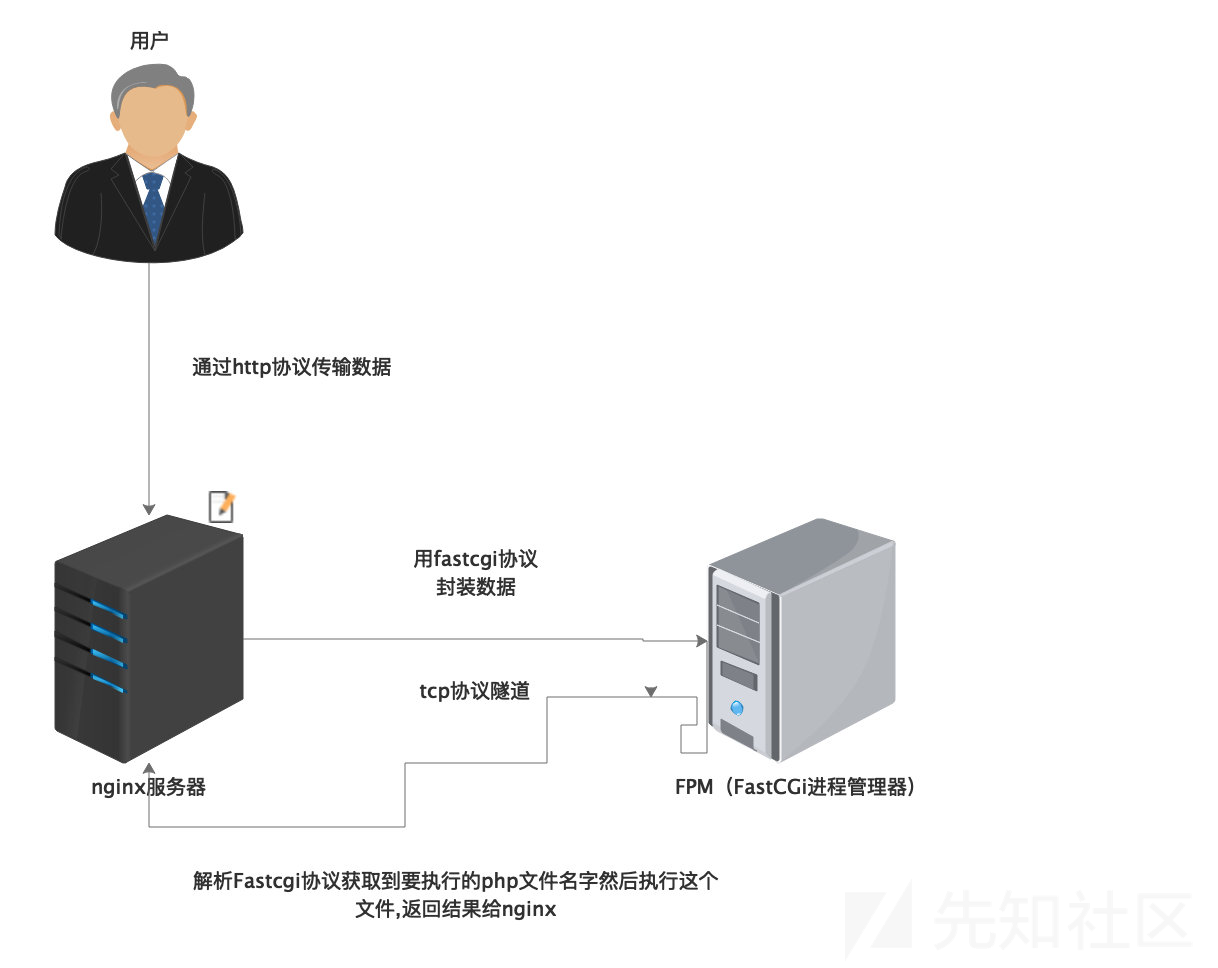 用户
通过http协议传输数据
用fastcgi协议
封装数据
tcp协议隧道
nginx服务器
FPM（FastCGi进程管理器）
解析Fastcgi协议获取到要执行的php文件名字然后执行这个
文件,返回结果给nginx
先知社区